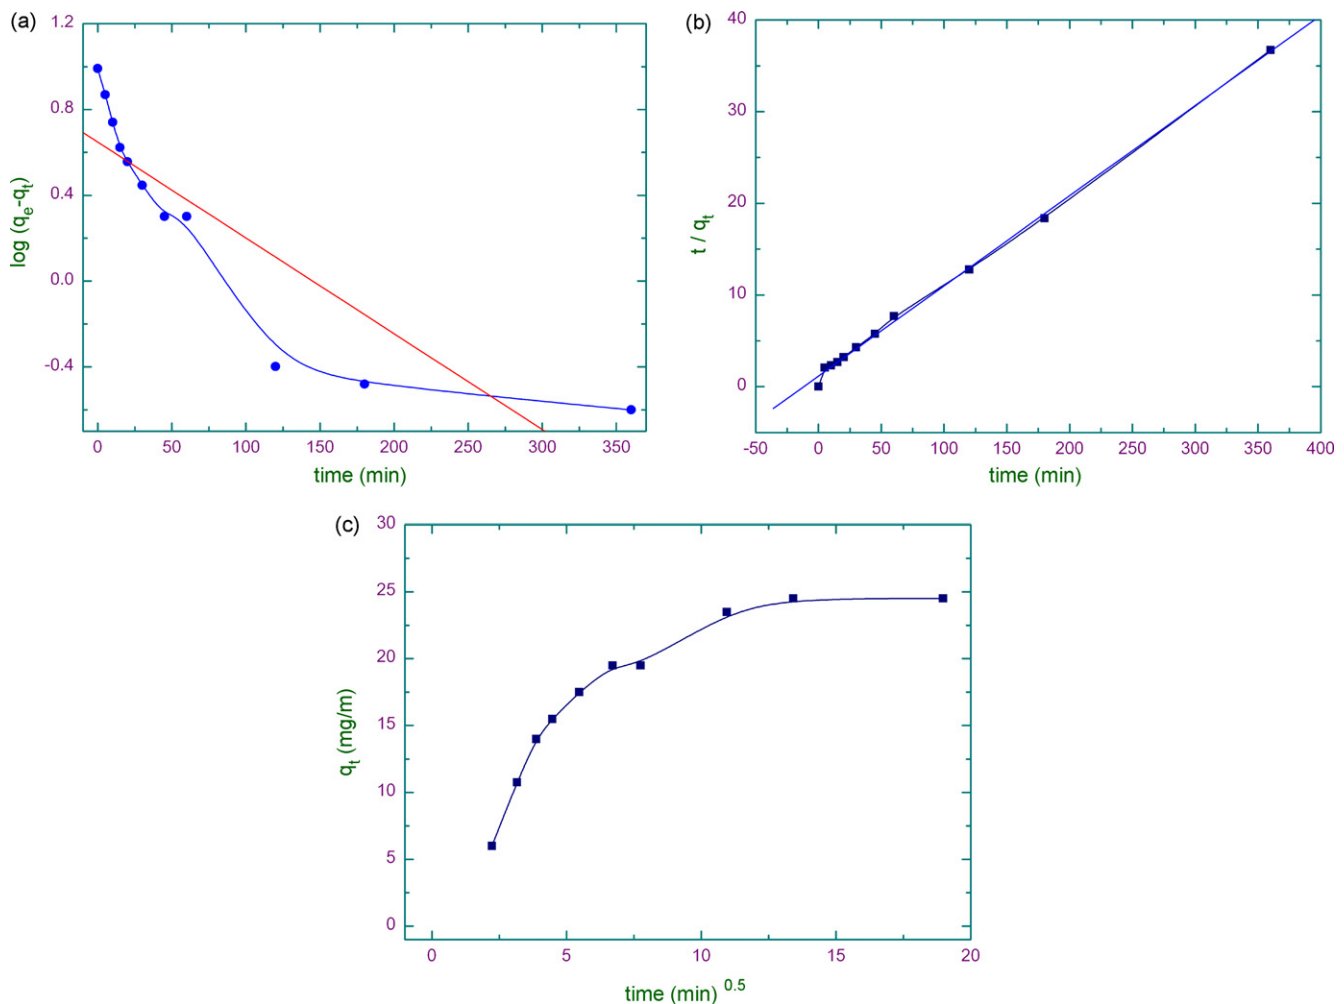 (a)
1.2
0.8
0.4
0.0
-0.4
log (qe-qt)
0 50 100 150 200 250 300 350
time (min)
(b)
40
30
20
10
0
t / qt
-50 0 50 100 150 200 250 300 350 400
time (min)
(c)
30
25
20
15
10
5
0
qt (mg/m)
0 5 10 15 20
time (min) 0.5